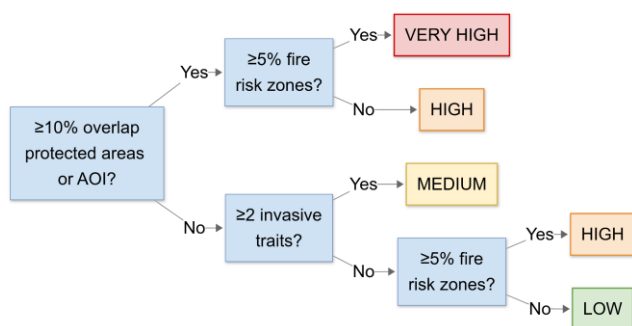 ≥10% overlap
protected areas
or AOI?
Yes
≥5% fire
risk zones?
Yes
VERY HIGH
No
HIGH
No
≥2 invasive
traits?
Yes
MEDIUM
No
≥5% fire
risk zones?
Yes
HIGH
No
LOW